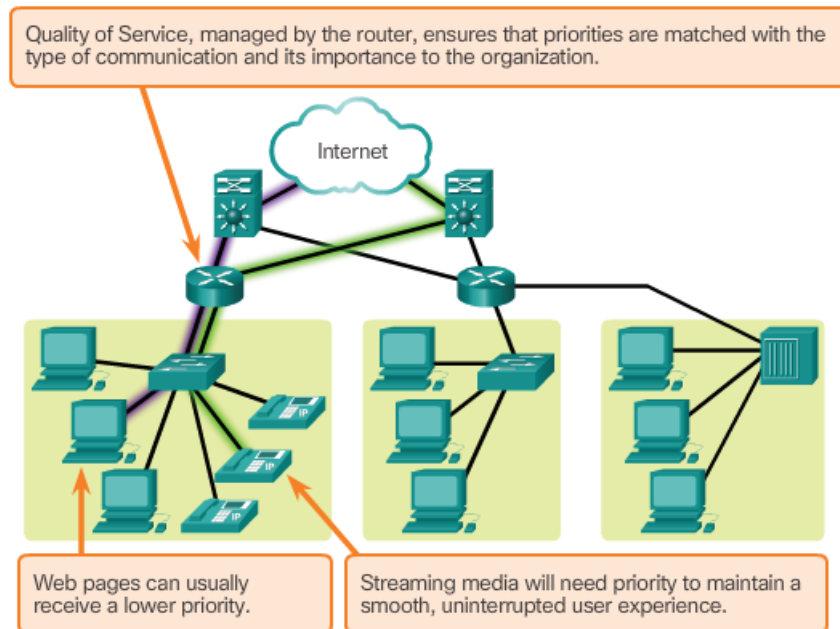 Quality of Service, managed by the router, ensures that priorities are matched with the
type of communication and its importance to the organization.
Internet
IP
IP
IP
Web pages can usually
receive a lower priority.
Streaming media will need priority to maintain a
smooth, uninterrupted user experience.